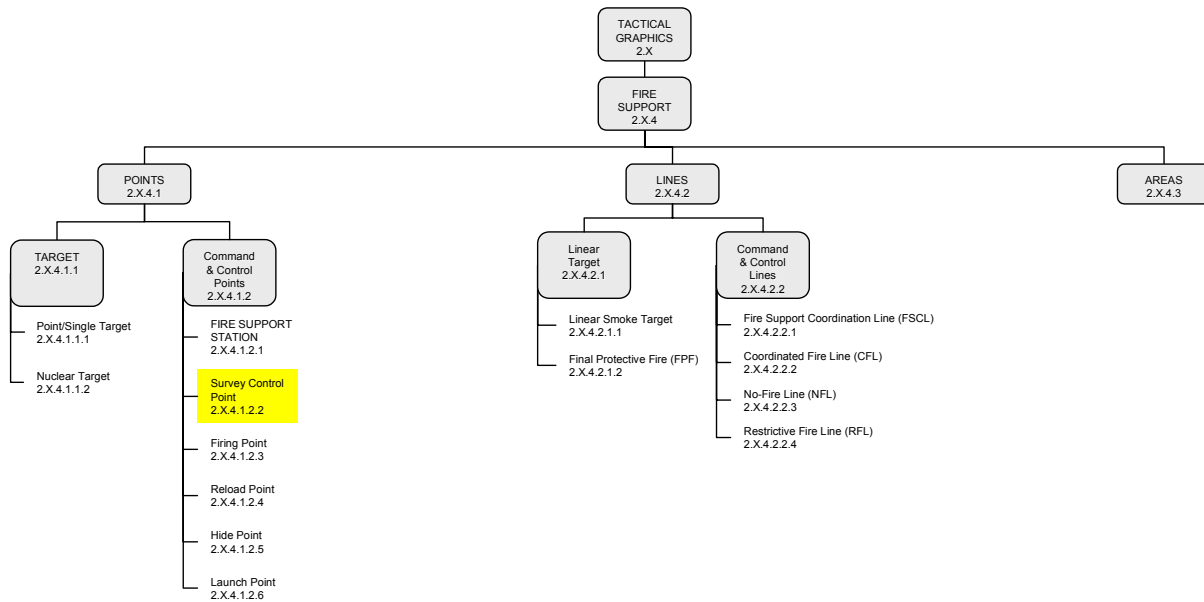 TACTICAL
GRAPHICS
2.X
FIRE
SUPPORT
2.X.4
POINTS
2.X.4.1
LINES
2.X.4.2
AREAS
2.X.4.3
TARGET
2.X.4.1.1
Point/Single Target
2.X.4.1.1.1
Nuclear Target
2.X.4.1.1.2
Command
& Control
Points
2.X.4.1.2
FIRE SUPPORT
STATION
2.X.4.1.2.1
Survey Control
Point
2.X.4.1.2.2
Firing Point
2.X.4.1.2.3
Reload Point
2.X.4.1.2.4
Hide Point
2.X.4.1.2.5
Launch Point
2.X.4.1.2.6
Linear
Target
2.X.4.2.1
Linear Smoke Target
2.X.4.2.1.1
Final Protective Fire (FPF)
2.X.4.2.1.2
Command
& Control
Lines
2.X.4.2.2
Fire Support Coordination Line (FSCL)
2.X.4.2.2.1
Coordinated Fire Line (CFL)
2.X.4.2.2.2
No-Fire Line (NFL)
2.X.4.2.2.3
Restrictive Fire Line (RFL)
2.X.4.2.2.4